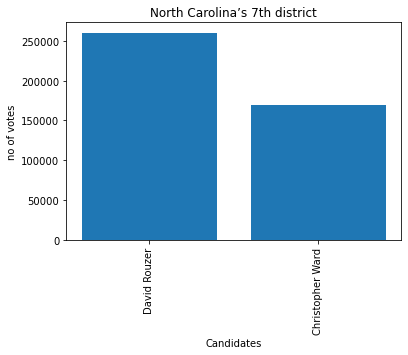 North Carolina’s 7th district
no of votes
250000
200000
150000
100000
50000
0
David Rouzer
Christopher Ward
Candidates